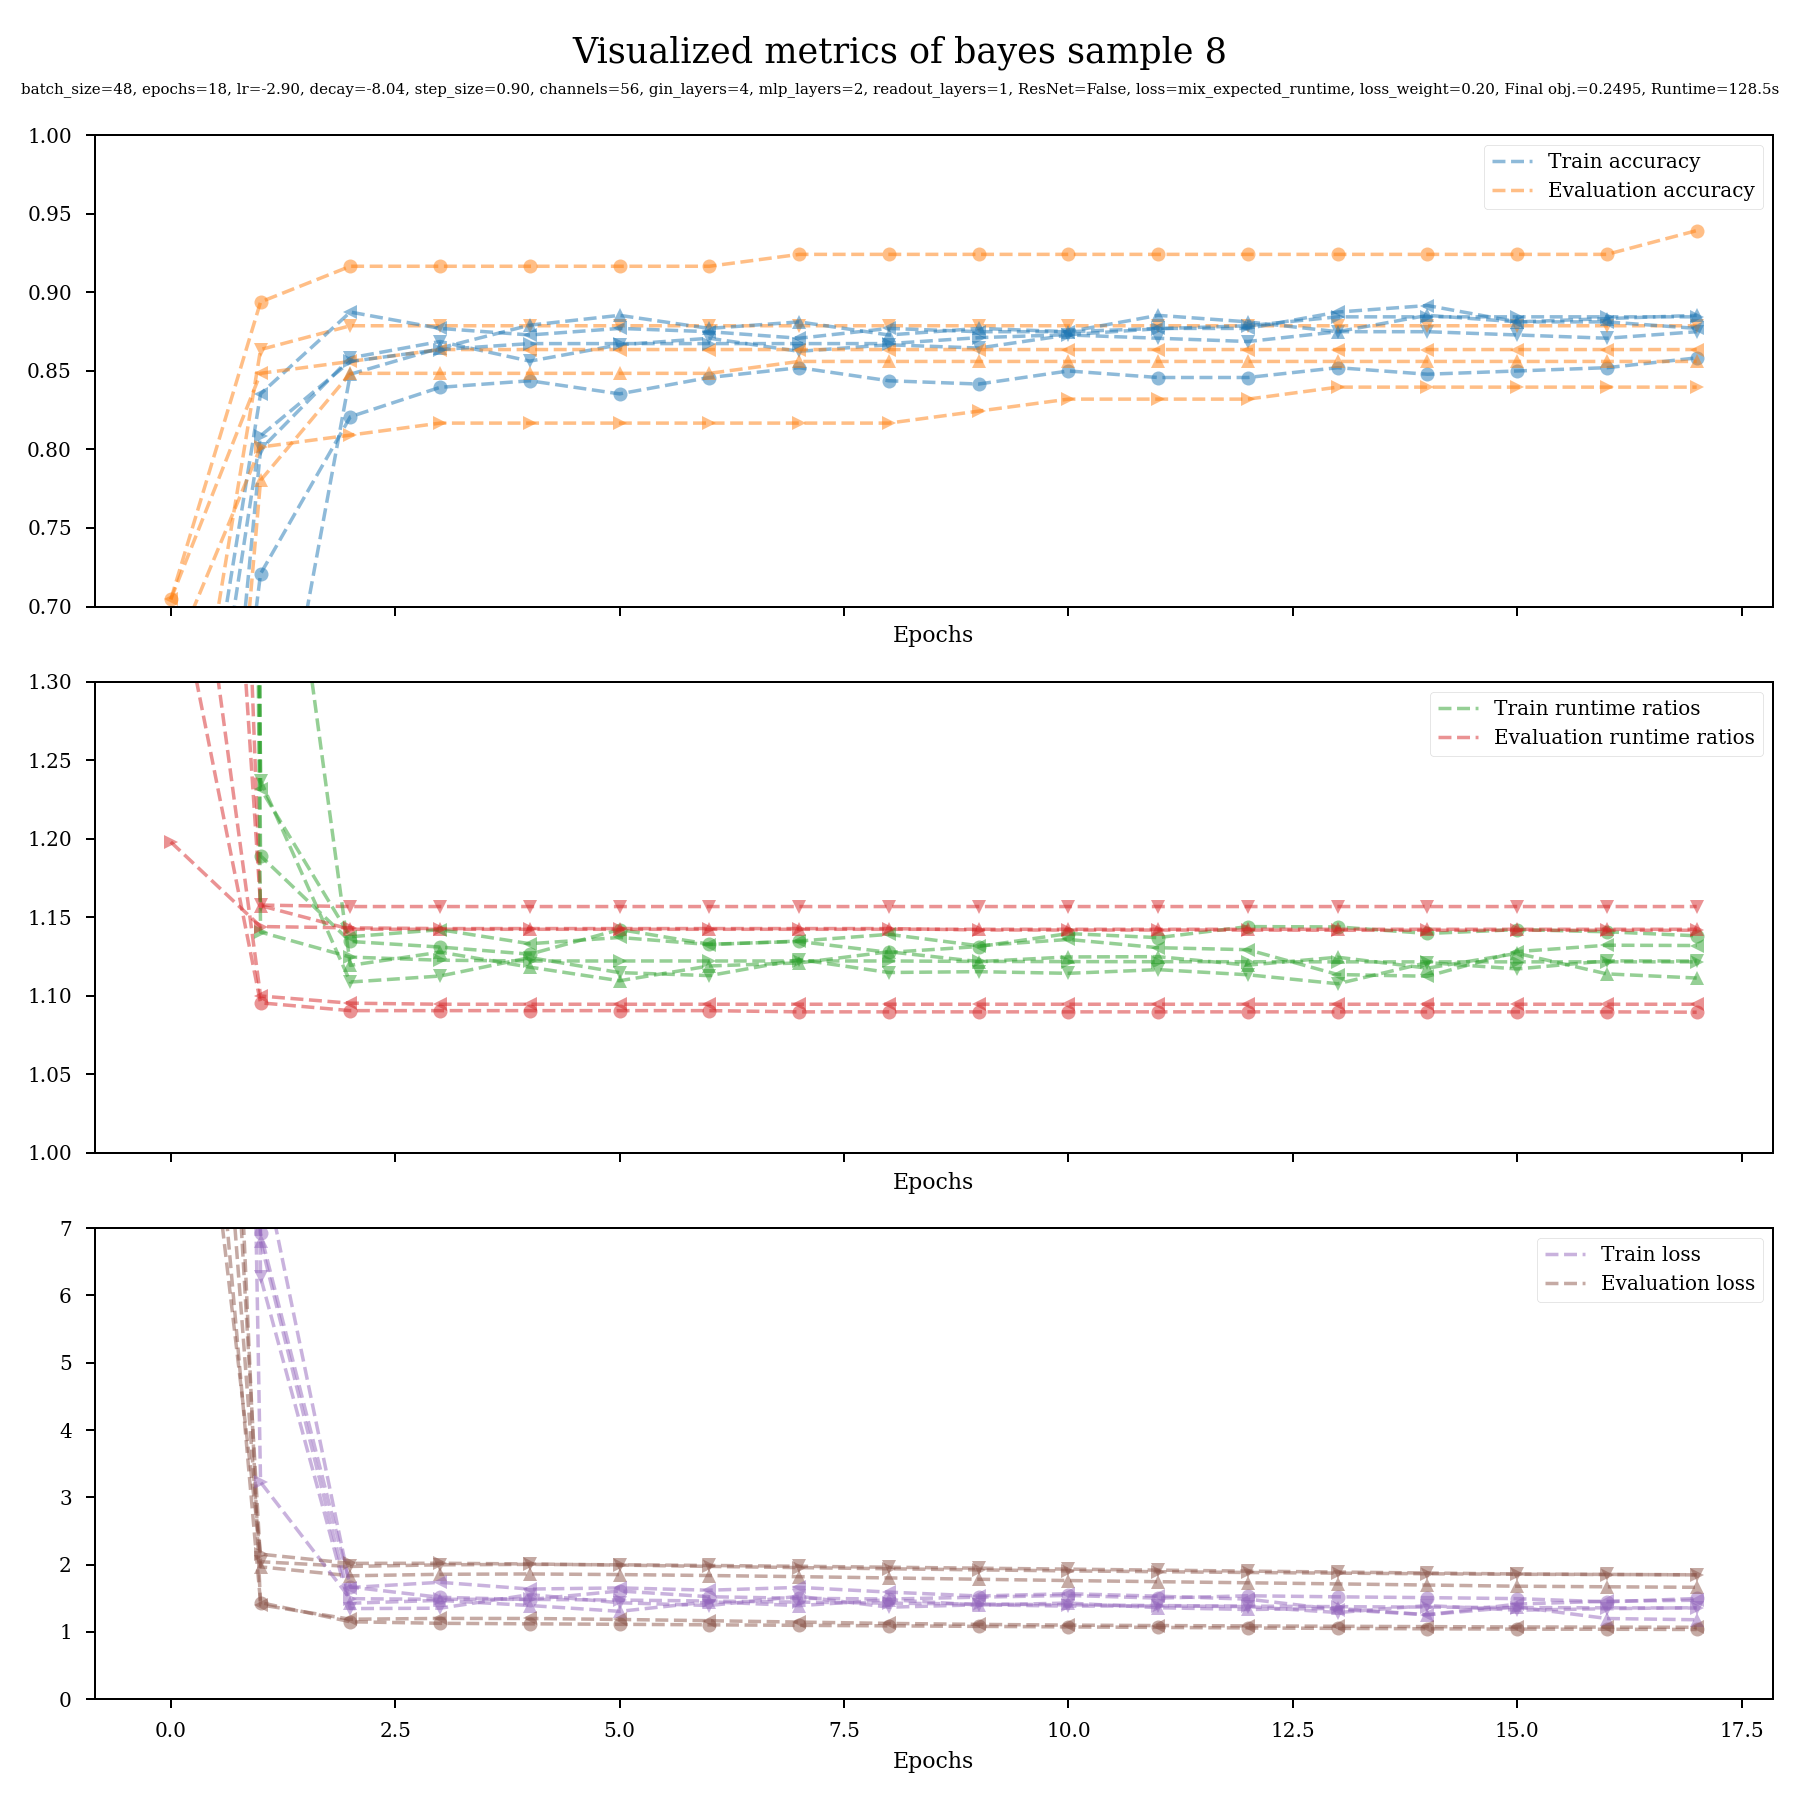 Visualized metrics of bayes sample 8
batch_size=48, epochs=18, lr=-2.90, decay=-8.04, step_size=0.90, channels=56, gin_layers=4, mlp_layers=2, readout_layers=1, ResNet=False, loss=mix_expected_runtime, loss_weight=0.20, Final obj.=0.2495, Runtime=128.5s
1.00
0.95
0.90
0.85
0.80
0.75
0.70
Train accuracy
Evaluation accuracy
Epochs
1.30
1.25
1.20
1.15
1.10
1.05
1.00
Train runtime ratios
Evaluation runtime ratios
Epochs
7
6
5
4
3
2
1
0
Train loss
Evaluation loss
0.0 2.5 5.0 7.5 10.0 12.5 15.0 17.5
Epochs